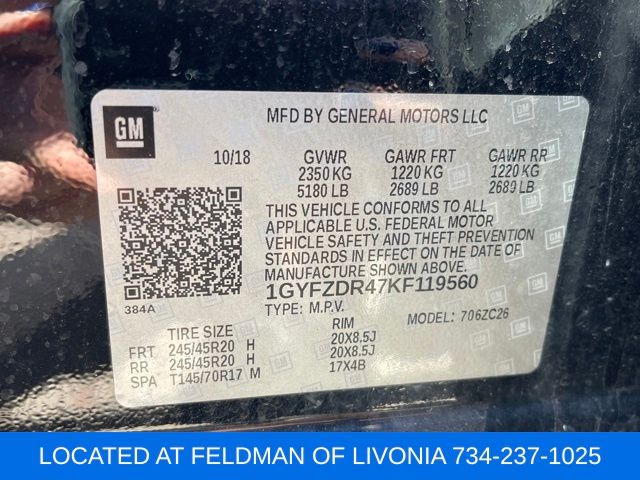 GM
MFD BY GENERAL MOTORS LLC
10/18 GVWR GAWR FRT GAWR RR
2350 KG 1220 KG 1220 KG
5180 LB 2689 LB 2689 LB
THIS VEHICLE CONFORMS TO ALL
APPLICABLE U.S. FEDERAL MOTOR
VEHICLE SAFETY AND THEFT PREVENTION
STANDARDS IN EFFECT ON THE DATE OF
MANUFACTURE SHOWN ABOVE.
1GYFZDR47KF119560
384A TYPE: M.P.V. MODEL: 706ZC26
TIRE SIZE RIM
FRT 245/45R20 H 20X8.5J
RR 245/45R20 H 20X8.5J
SPA T145/70R17 M 17X4B
LOCATED AT FELDMAN OF LIVONIA 734-237-1025